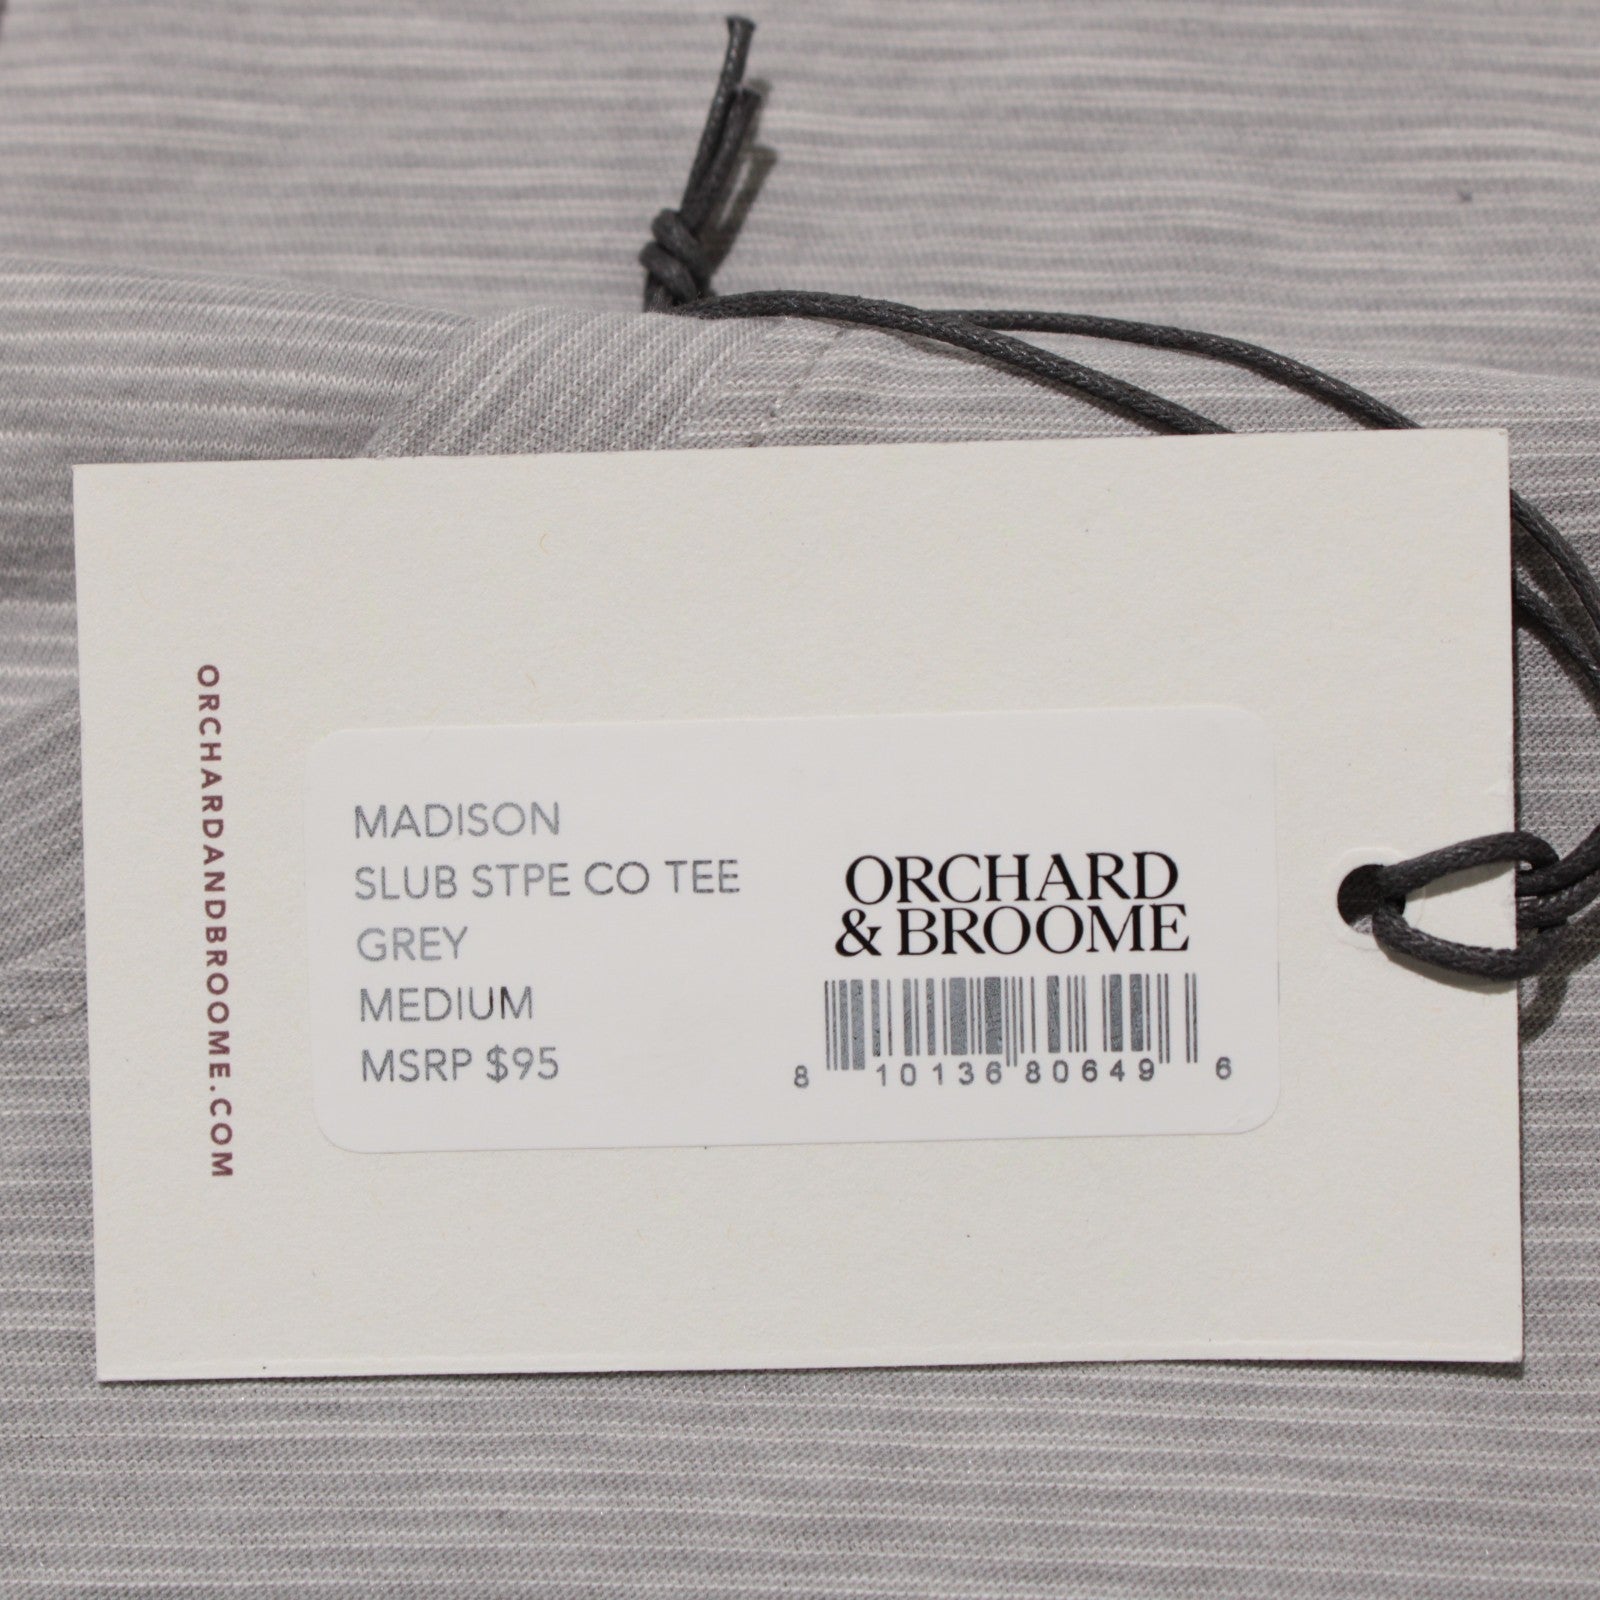 ORCHARDANDBROOME.COM
MADISON
SLUB STPE CO TEE
GREY
MEDIUM
MSRP $95
ORCHARD
& BROOME
8 10136 80649 6